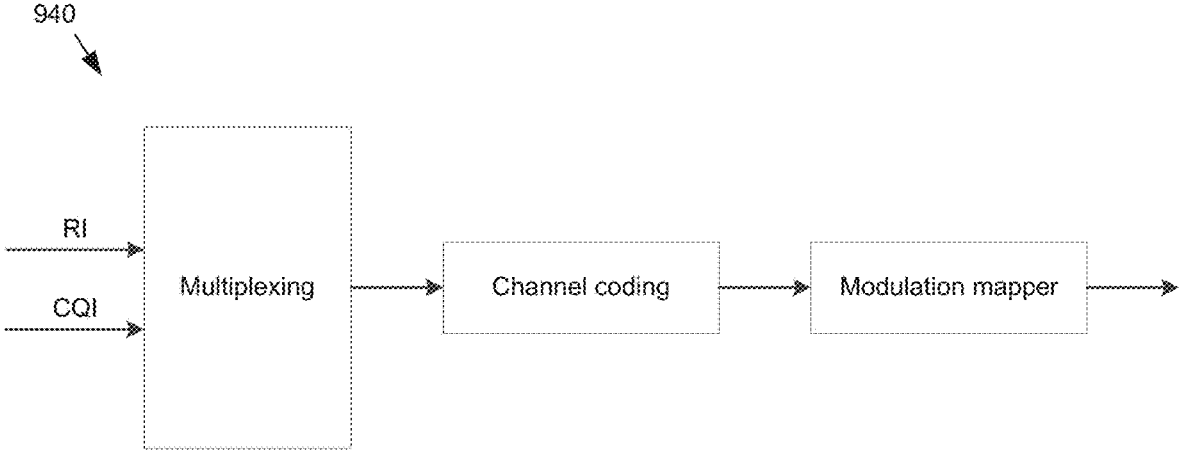 940
RI
CQI
Multiplexing
Channel coding
Modulation mapper